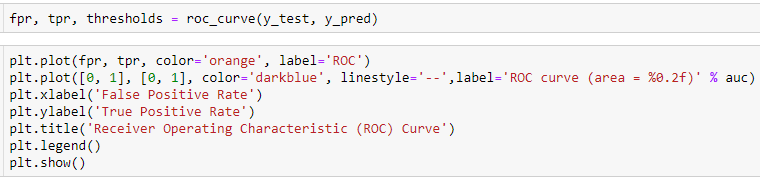 fpr, tpr, thresholds = roc_curve(y_test, y_pred)
plt.plot(fpr, tpr, color='orange', label='ROC')
plt.plot([0, 1], [0, 1], color='darkblue', linestyle='--',label='ROC curve (area = %0.2f)' % auc)
plt.xlabel('False Positive Rate')
plt.ylabel('True Positive Rate')
plt.title('Receiver Operating Characteristic (ROC) Curve')
plt.legend()
plt.show()